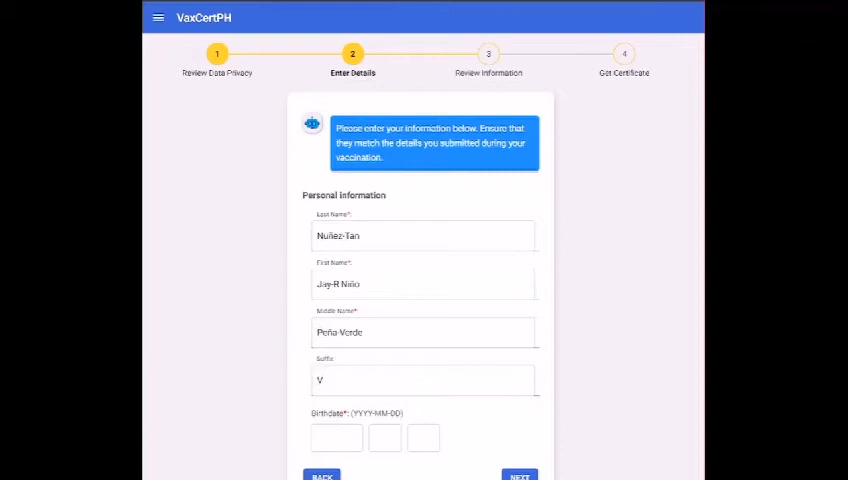 VaxCertPH
1
2
3
4
Review Data Privacy
Enter Details
Review Information
Get Certificate
Please enter your information below. Ensure that
they match the details you submitted during your
vaccination.
Personal information
Last Name*:
Nuñez-Tan
First Name*:
Jay-R Niño
Middle Name*
Peña-Verde
Suffix
V
Birthdate*: (YYYY-MM-DD)
BACK
NEXT